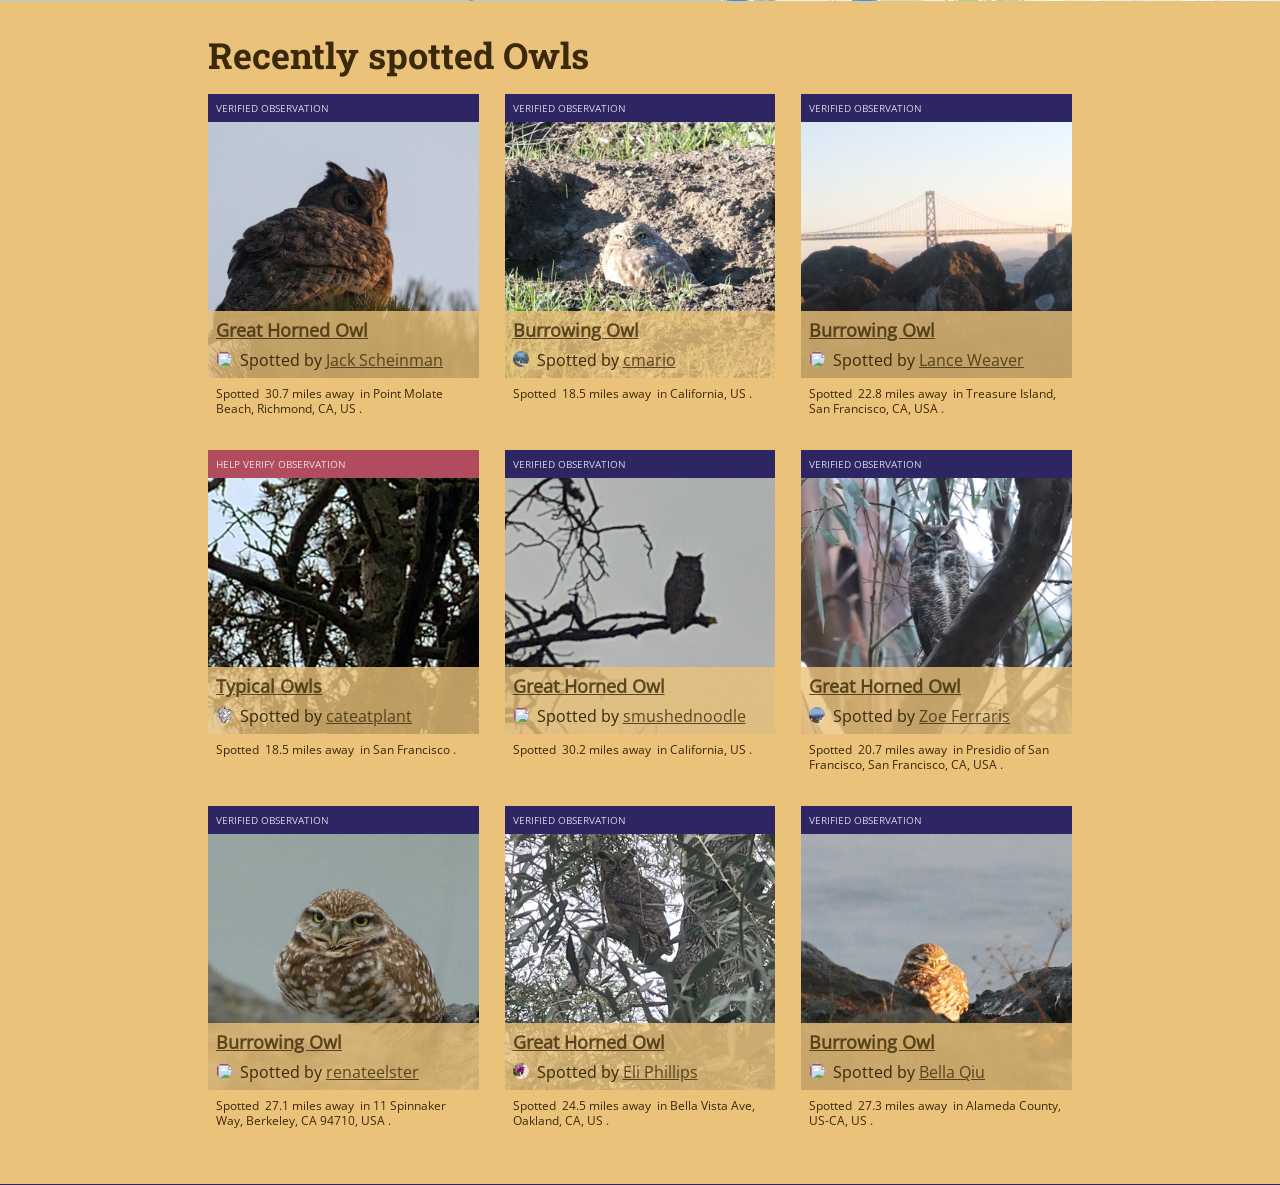 Recently spotted Owls
VERIFIED OBSERVATION
Great Horned Owl
Spotted by Jack Scheinman
Spotted 30.7 miles away in Point Molate
Beach, Richmond, CA, US .
VERIFIED OBSERVATION
Burrowing Owl
Spotted by cmario
Spotted 18.5 miles away in California, US .
VERIFIED OBSERVATION
Burrowing Owl
Spotted by Lance Weaver
Spotted 22.8 miles away in Treasure Island,
San Francisco, CA, USA .
HELP VERIFY OBSERVATION
Typical Owls
Spotted by cateatplant
Spotted 18.5 miles away in San Francisco .
VERIFIED OBSERVATION
Great Horned Owl
Spotted by smushednoodle
Spotted 30.2 miles away in California, US .
VERIFIED OBSERVATION
Great Horned Owl
Spotted by Zoe Ferraris
Spotted 20.7 miles away in Presidio of San
Francisco, San Francisco, CA, USA .
VERIFIED OBSERVATION
Burrowing Owl
Spotted by renateelster
Spotted 27.1 miles away in 11 Spinnaker
Way, Berkeley, CA 94710, USA .
VERIFIED OBSERVATION
Great Horned Owl
Spotted by Eli Phillips
Spotted 24.5 miles away in Bella Vista Ave,
Oakland, CA, US .
VERIFIED OBSERVATION
Burrowing Owl
Spotted by Bella Qiu
Spotted 27.3 miles away in Alameda County,
US-CA, US .